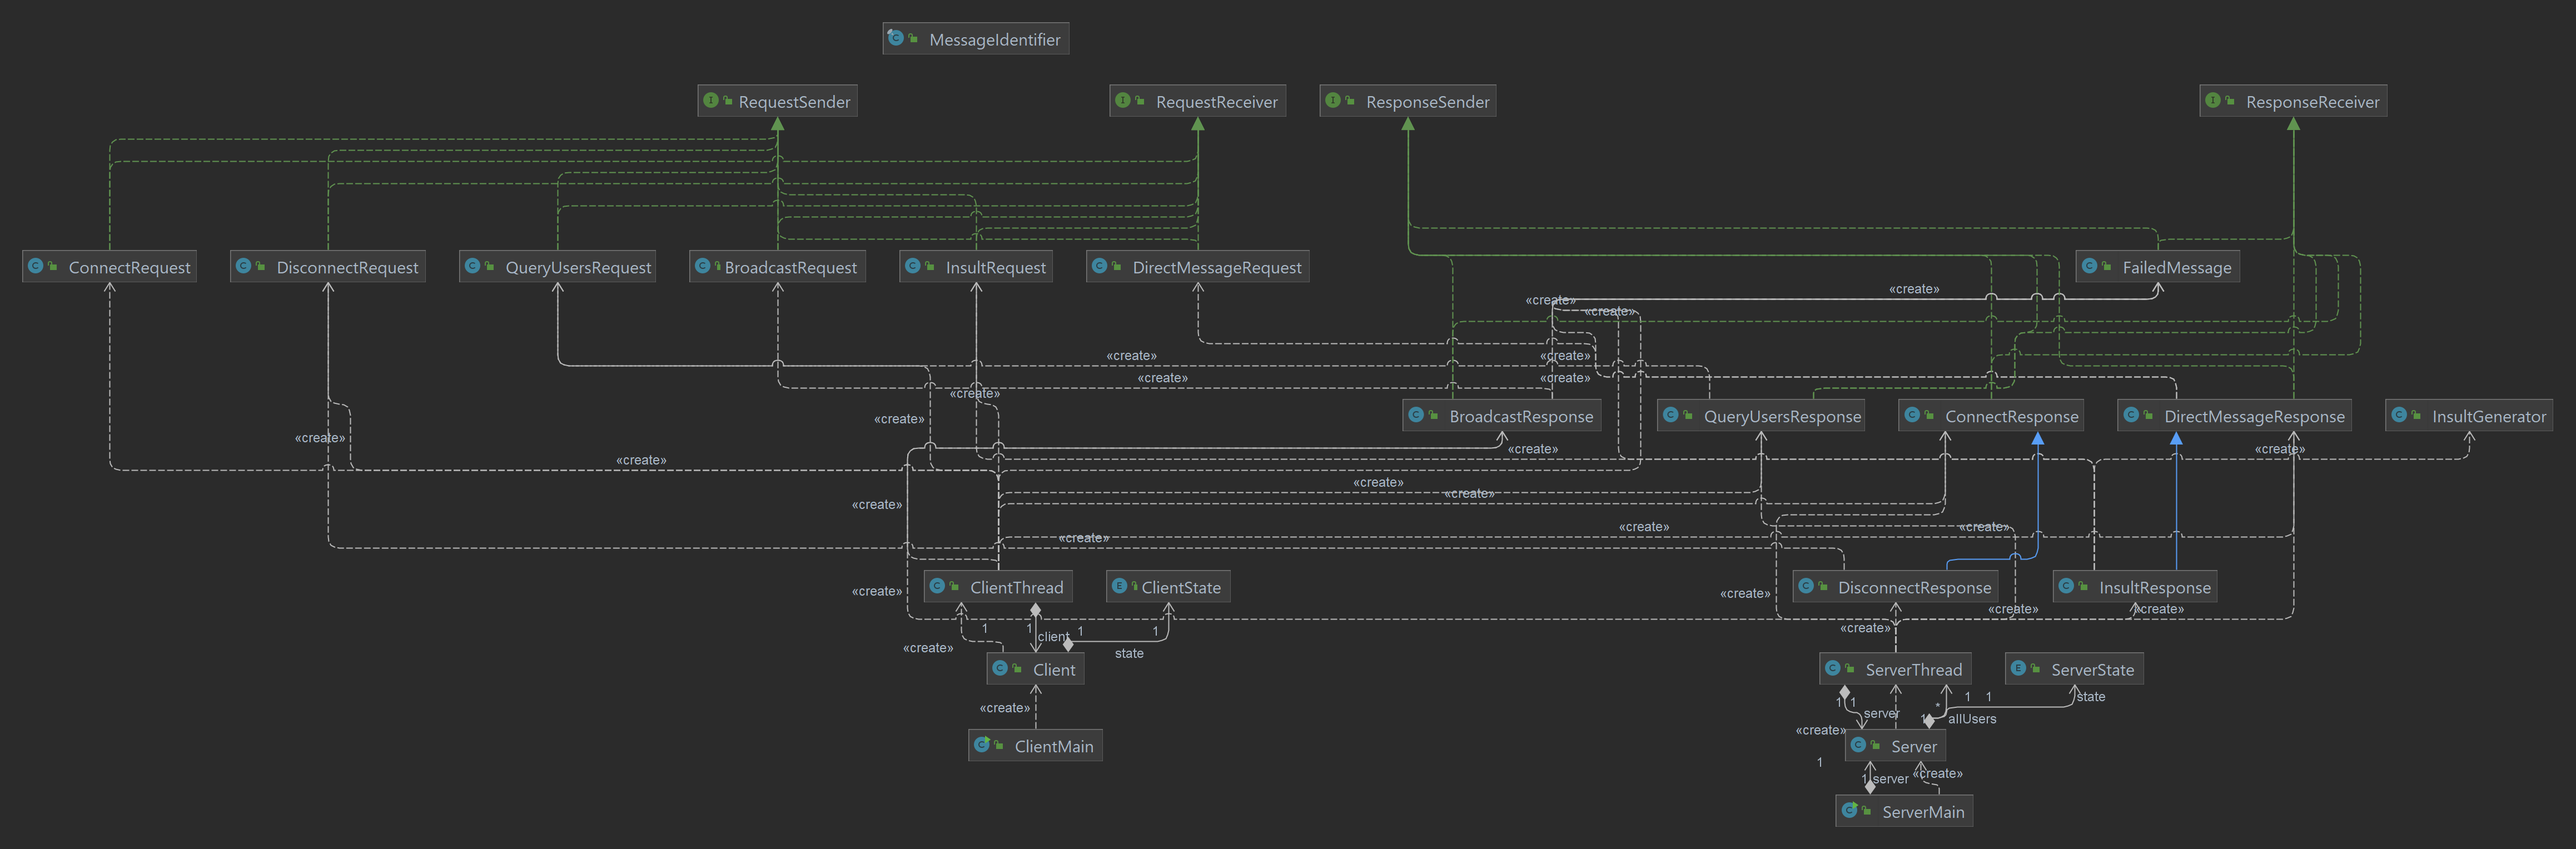 MessageIdentifier
RequestSender
RequestReceiver
ResponseSender
ResponseReceiver
ConnectRequest
DisconnectRequest
QueryUsersRequest
BroadcastRequest
InsultRequest
DirectMessageRequest
FailedMessage
«create»
«create»
«create»
«create»
«create»
«create»
«create»
«create»
«create»
BroadcastResponse
QueryUsersResponse
ConnectResponse
DirectMessageResponse
InsultGenerator
«create»
«create»
«create»
«create»
«create»
«create»
«create»
«create»
«create»
«create»
«create»
ClientThread
ClientState
DisconnectResponse
InsultResponse
«create»
«create»
«create»
«create»
«create»
1
1
client
1
1
«create»
state
Client
ServerThread
ServerState
«create»
1
1
server
*
1
allUsers
1
1
state
«create»
ClientMain
Server
1
1
server
«create»
ServerMain